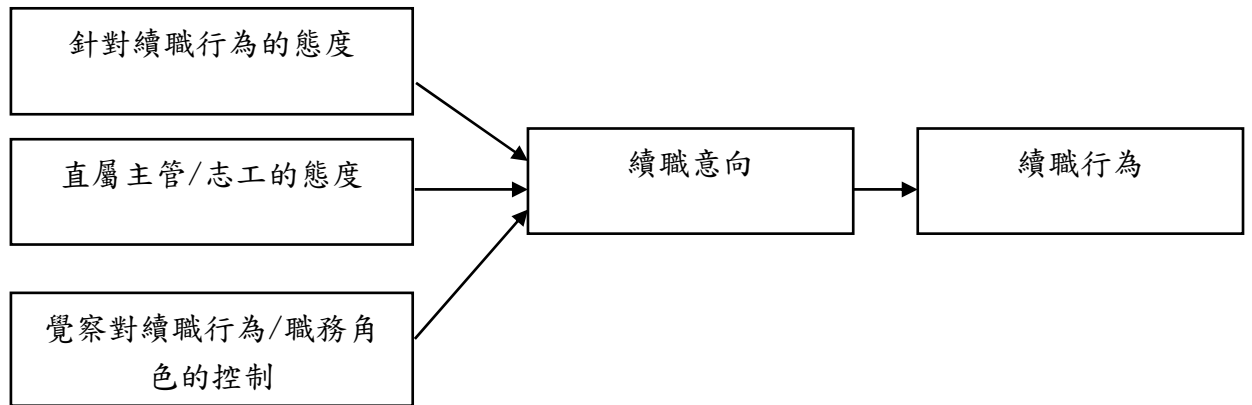 針對續職行為的態度
直屬主管/志工的態度
續職意向
續職行為
覺察對續職行為/職務角
色的控制